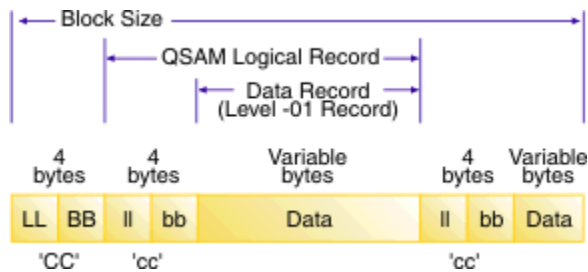 Block Size
QSAM Logical Record
Data Record
(Level -01 Record)
4 bytes 4 bytes Variable bytes 4 bytes Variable bytes
LL BB ll bb Data ll bb Data
'CC' 'cc' 'cc'